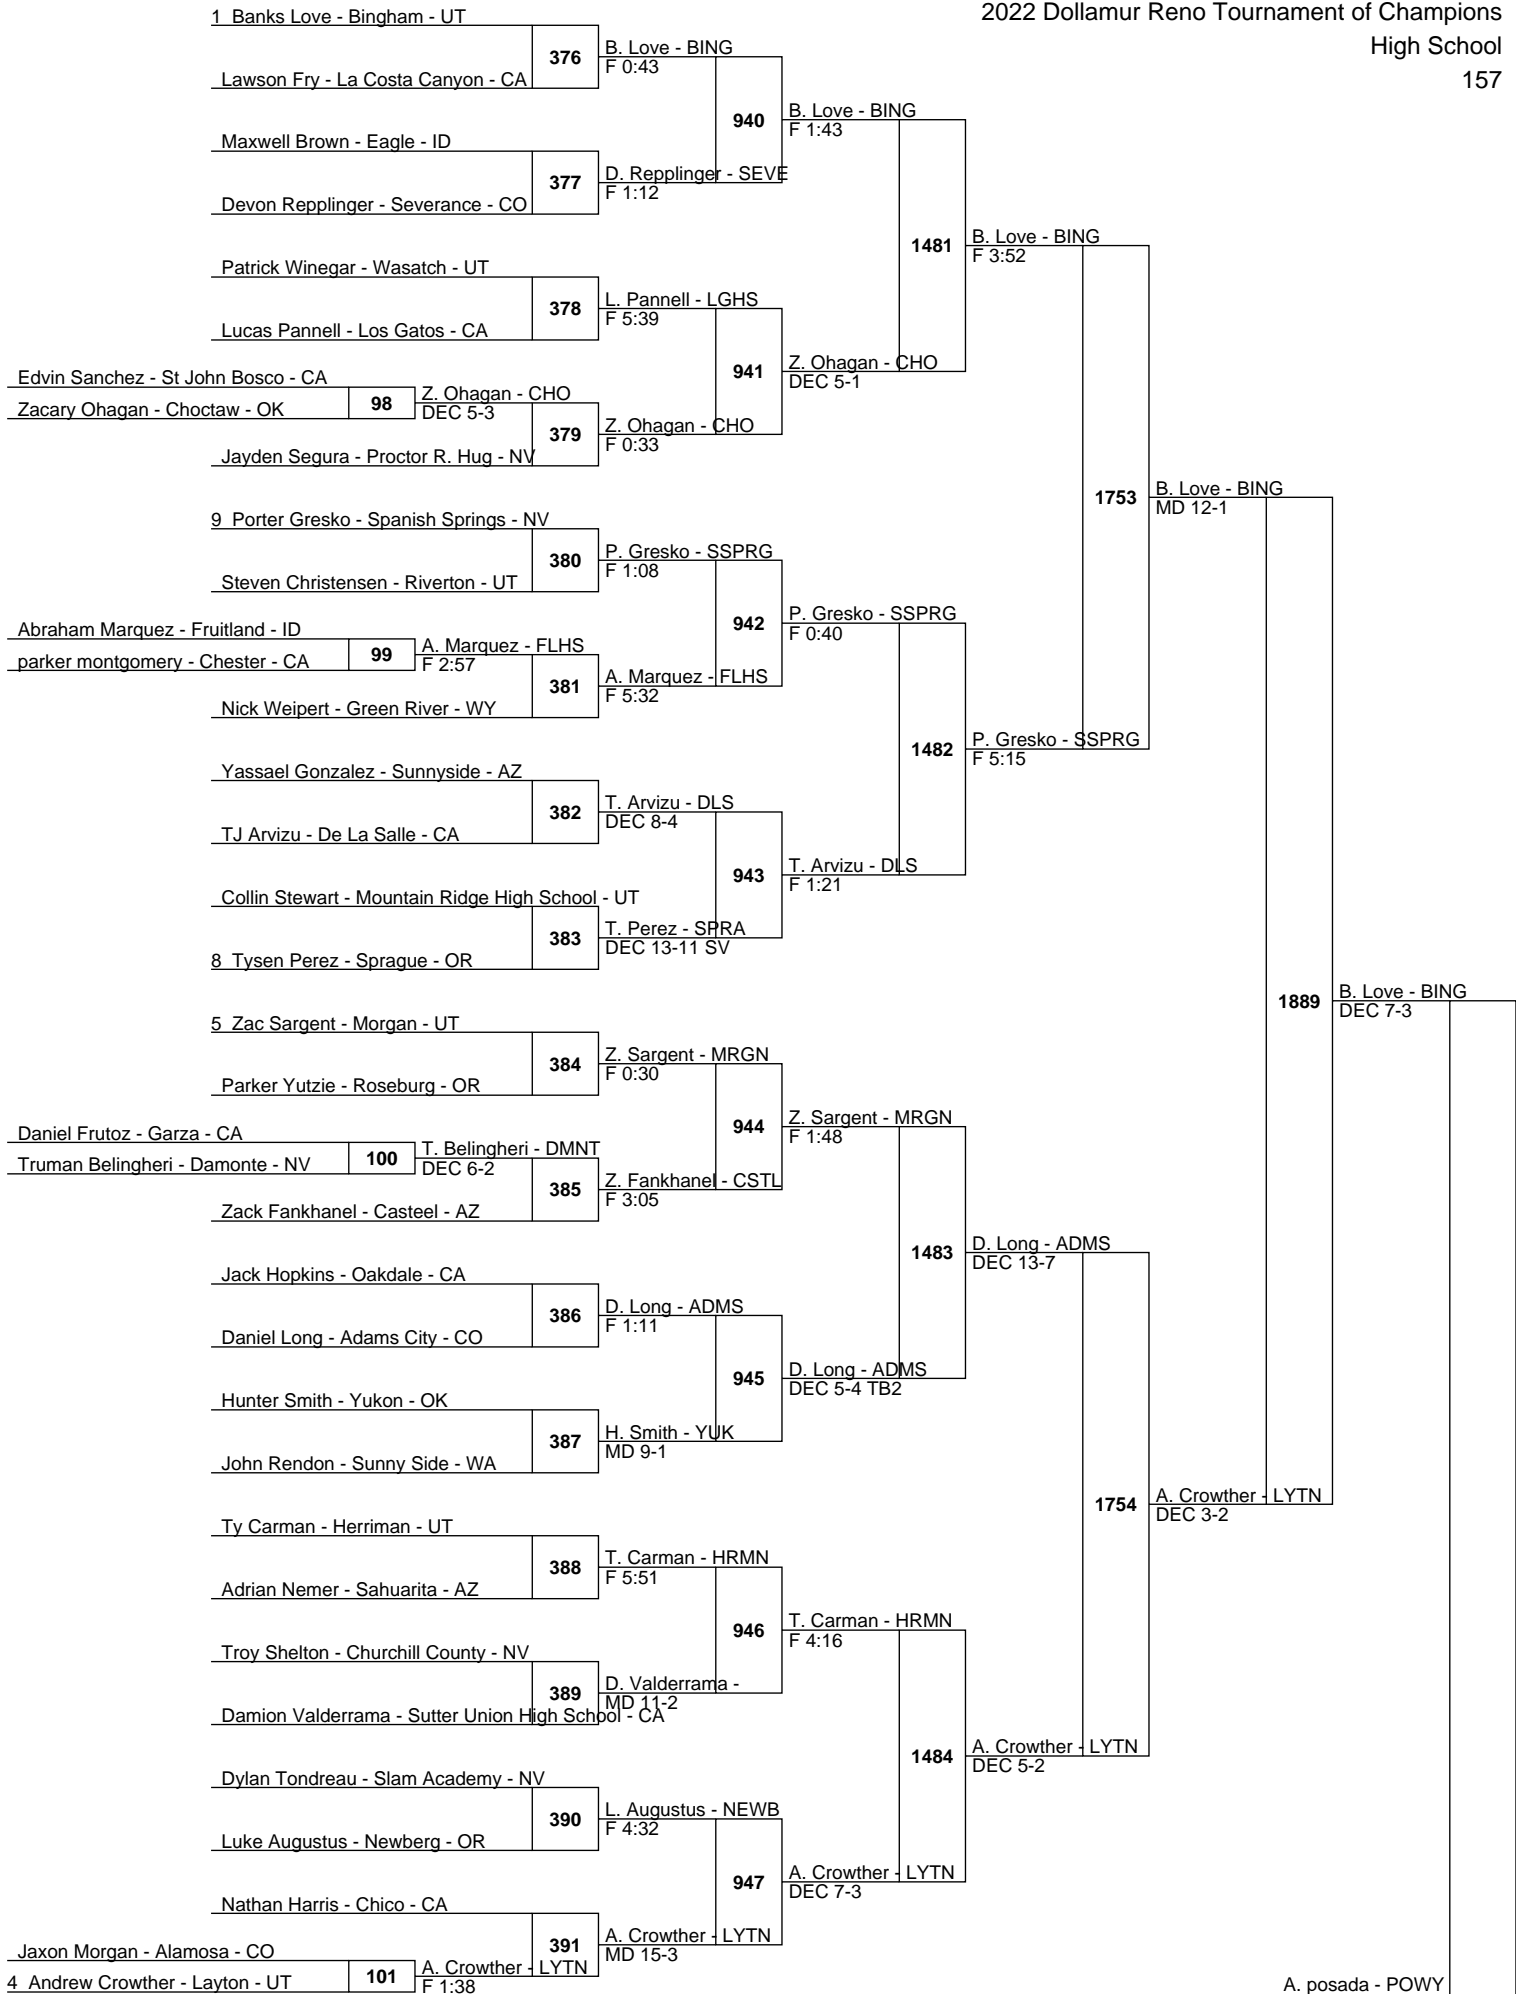 2022 Dollamur Reno Tournament of Champions
High School
157
1 Banks Love - Bingham - UT
376
B. Love - BING
F 0:43
Lawson Fry - La Costa Canyon - CA
940
B. Love - BING
F 1:43
Maxwell Brown - Eagle - ID
377
D. Repplinger - SEVE
F 1:12
Devon Repplinger - Severance - CO
1481
B. Love - BING
F 3:52
Patrick Winegar - Wasatch - UT
378
L. Pannell - LGHS
F 5:39
Lucas Pannell - Los Gatos - CA
941
Z. Ohagan - CHO
DEC 5-1
Edvin Sanchez - St John Bosco - CA
98
Z. Ohagan - CHO
DEC 5-3
Zacary Ohagan - Choctaw - OK
379
Z. Ohagan - CHO
F 0:33
Jayden Segura - Proctor R. Hug - NV
1753
B. Love - BING
MD 12-1
9 Porter Gresko - Spanish Springs - NV
380
P. Gresko - SSPRG
F 1:08
Steven Christensen - Riverton - UT
942
P. Gresko - SSPRG
F 0:40
Abraham Marquez - Fruitland - ID
99
A. Marquez - FLHS
F 2:57
parker montgomery - Chester - CA
381
A. Marquez - FLHS
F 5:32
Nick Weipert - Green River - WY
1482
P. Gresko - SSPRG
F 5:15
Yassael Gonzalez - Sunnyside - AZ
382
T. Arvizu - DLS
DEC 8-4
TJ Arvizu - De La Salle - CA
943
T. Arvizu - DLS
F 1:21
Collin Stewart - Mountain Ridge High School - UT
383
T. Perez - SPRA
DEC 13-11 SV
8 Tysen Perez - Sprague - OR
1889
B. Love - BING
DEC 7-3
5 Zac Sargent - Morgan - UT
384
Z. Sargent - MRGN
F 0:30
Parker Yutzie - Roseburg - OR
944
Z. Sargent - MRGN
F 1:48
Daniel Frutoz - Garza - CA
100
T. Belingheri - DMNT
DEC 6-2
Truman Belingheri - Damonte - NV
385
Z. Fankhanel - CSTL
F 3:05
Zack Fankhanel - Casteel - AZ
1483
D. Long - ADMS
DEC 13-7
Jack Hopkins - Oakdale - CA
386
D. Long - ADMS
F 1:11
Daniel Long - Adams City - CO
945
D. Long - ADMS
DEC 5-4 TB2
Hunter Smith - Yukon - OK
387
H. Smith - YUK
MD 9-1
John Rendon - Sunny Side - WA
1754
A. Crowther - LYTN
DEC 3-2
Ty Carman - Herriman - UT
388
T. Carman - HRMN
F 5:51
Adrian Nemer - Sahuarita - AZ
946
T. Carman - HRMN
F 4:16
Troy Shelton - Churchill County - NV
389
D. Valderrama -
MD 11-2
Damion Valderrama - Sutter Union High School - CA
1484
A. Crowther - LYTN
DEC 5-2
Dylan Tondreau - Slam Academy - NV
390
L. Augustus - NEWB
F 4:32
Luke Augustus - Newberg - OR
947
A. Crowther - LYTN
DEC 7-3
Nathan Harris - Chico - CA
391
A. Crowther - LYTN
MD 15-3
Jaxon Morgan - Alamosa - CO
101
A. Crowther - LYTN
F 1:38
4 Andrew Crowther - Layton - UT
A. posada - POWY